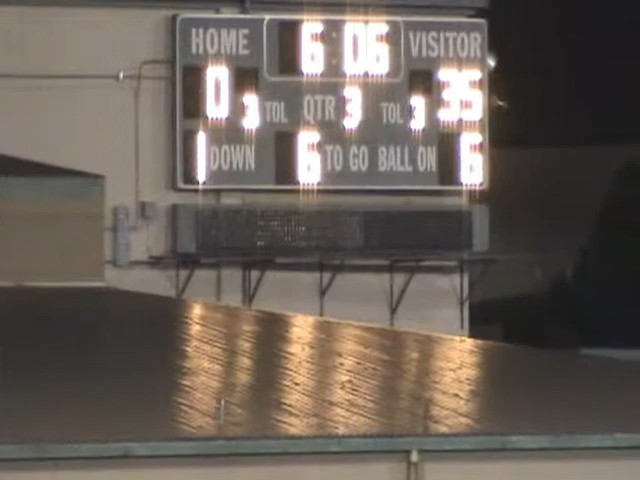 HOME 6:06 VISITOR
0 3 TOL QTR 3 TOL 3 35
1 DOWN 6 TO GO BALL ON 6